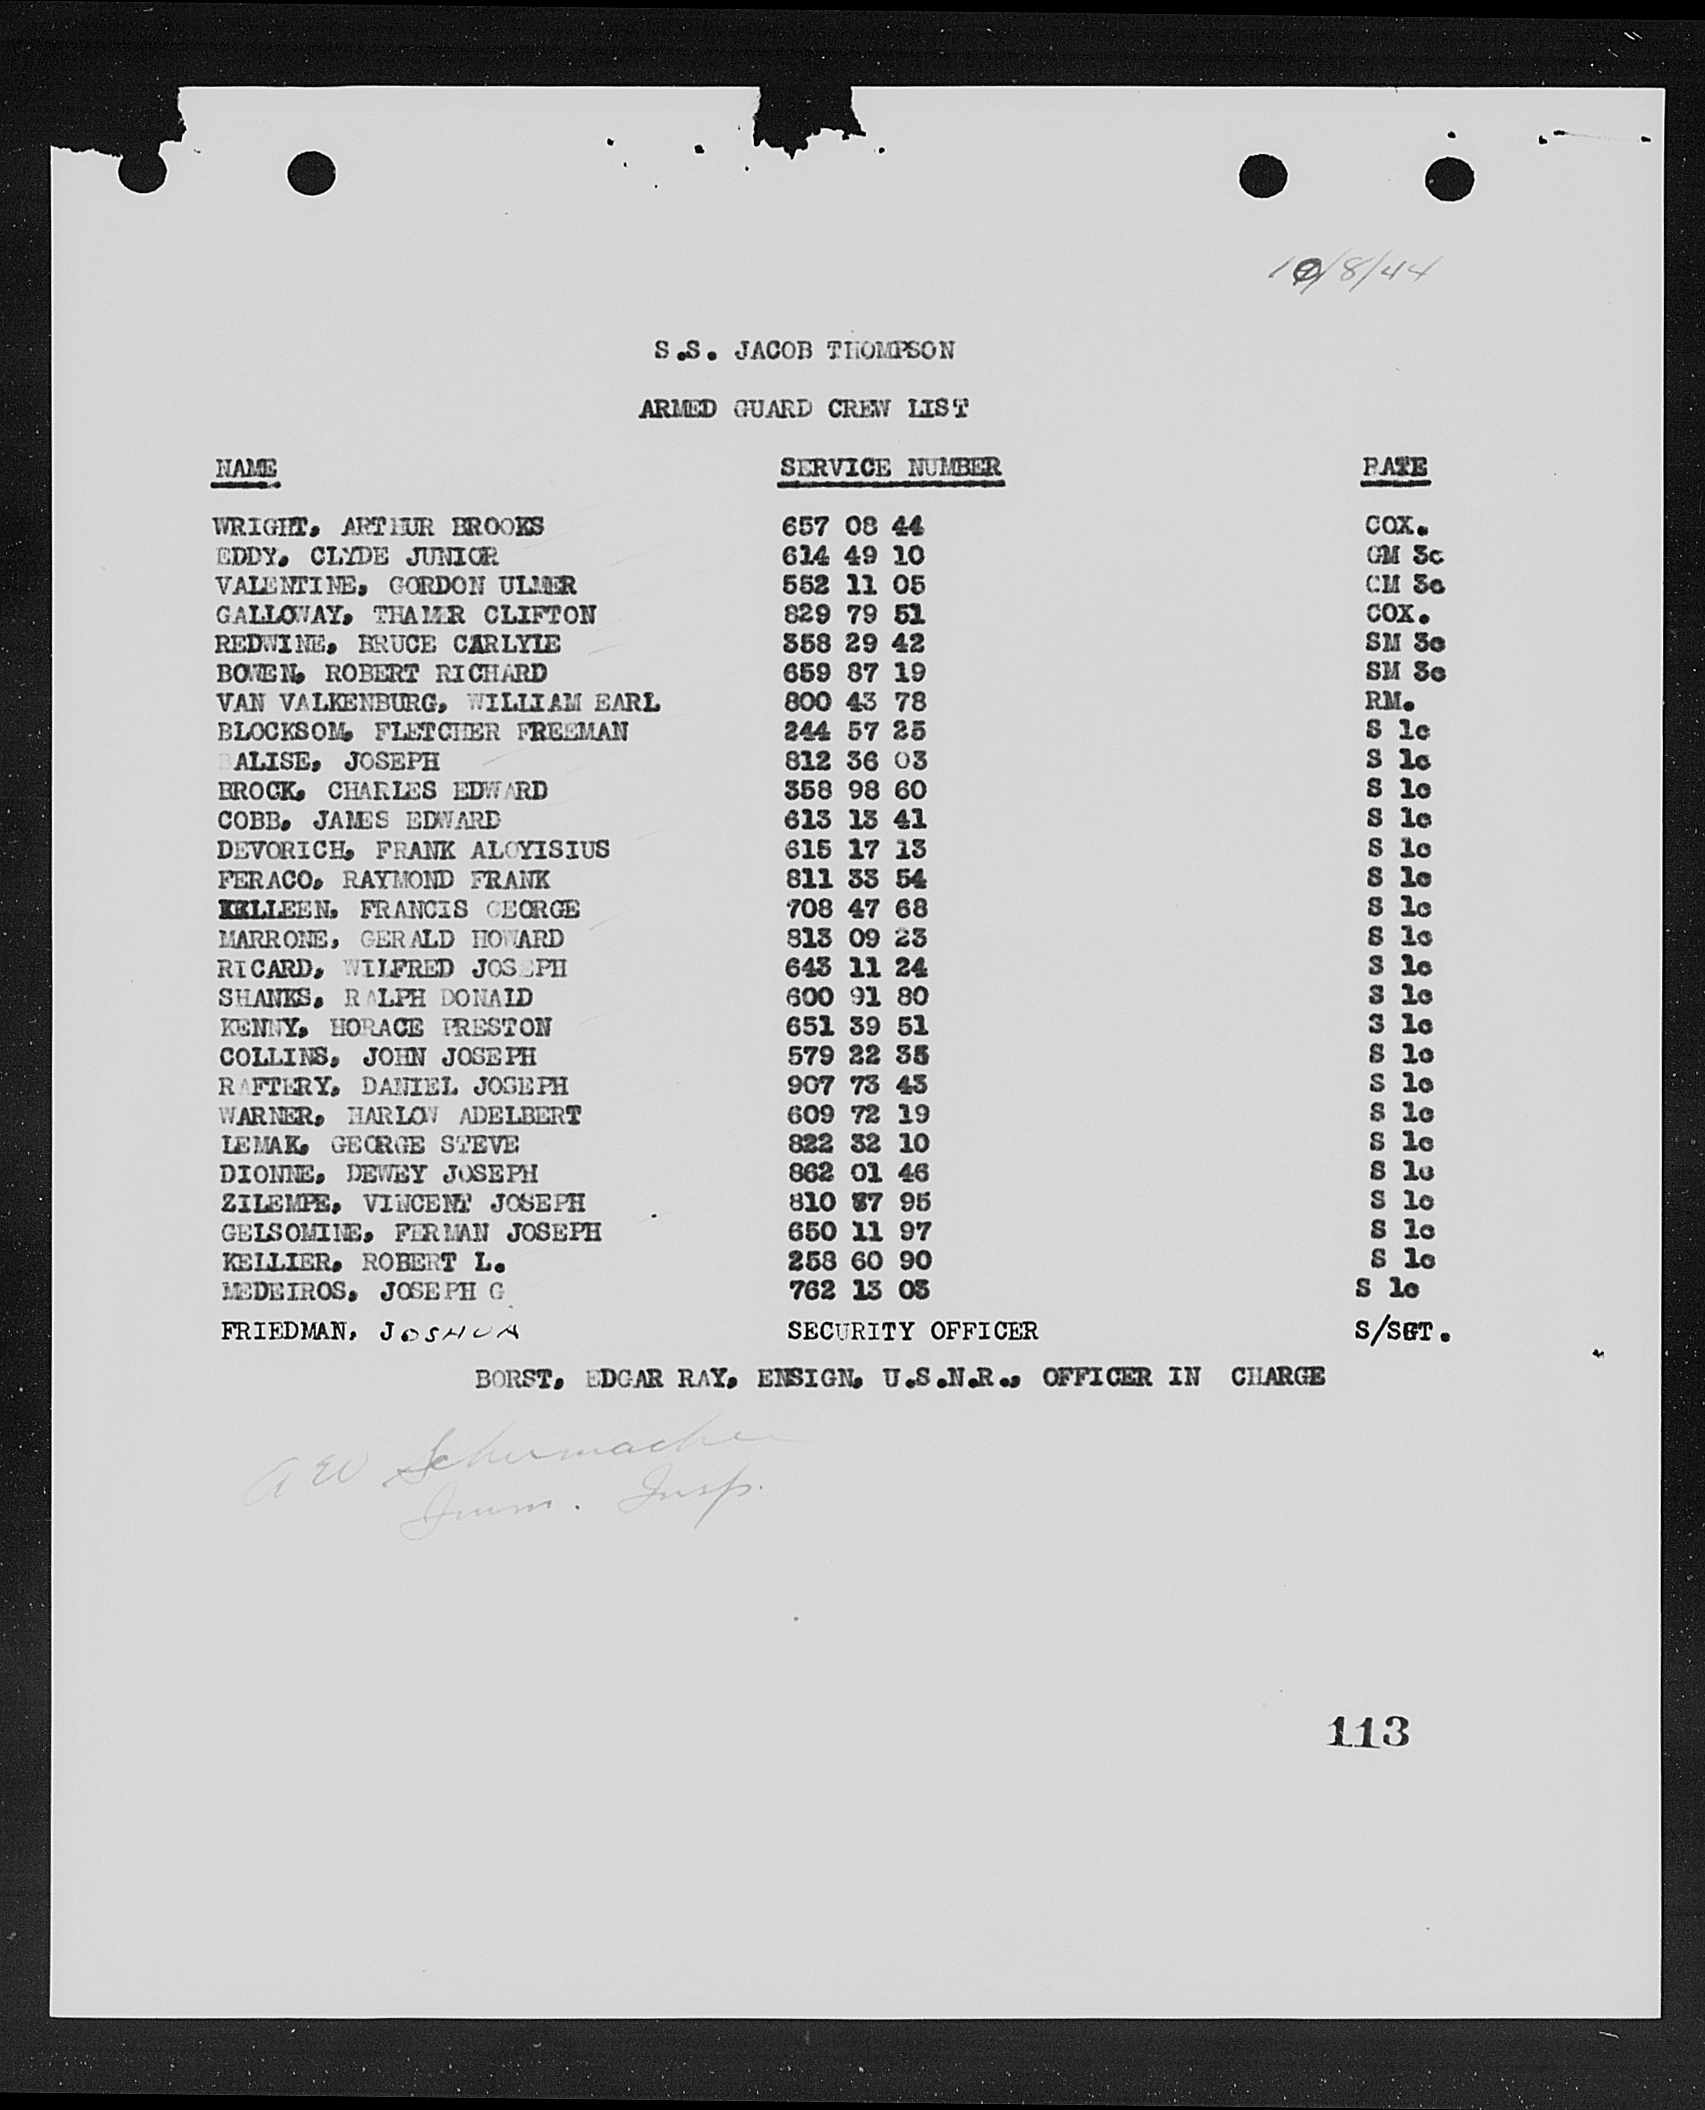 10/8/44
S.S. JACOB THOMPSON
ARMED GUARD CREW LIST
NAME SERVICE NUMBER RATE
WRIGHT, ARTHUR BROOKS 657 08 44 COX.
EDDY, CLYDE JUNIOR 614 49 10 GM 3c
VALENTINE, GORDON ULMER 552 11 05 GM 3c
GALLOWAY, THAMER CLIFTON 829 79 51 COX.
REDWINE, BRUCE CARLYLE 358 29 42 SM 3c
BOWEN, ROBERT RICHARD 659 87 19 SM 3c
VAN VALKENBURG, WILLIAM EARL 800 43 78 RM.
BLOCKSOM, FLETCHER FREEMAN 244 57 25 S 1c
BALISE, JOSEPH 812 36 03 S 1c
BROCK, CHARLES EDWARD 358 98 60 S 1c
COBB, JAMES EDWARD 613 13 41 S 1c
DEVORICH, FRANK ALOYISIUS 615 17 13 S 1c
FERACO, RAYMOND FRANK 811 33 54 S 1c
KELLEEN, FRANCIS GEORGE 708 47 68 S 1c
MARRONE, GERALD HOWARD 813 09 23 S 1c
RICARD, WILFRED JOSEPH 643 11 24 S 1c
SHANKS, RALPH DONALD 600 91 80 S 1c
KENNY, HORACE PRESTON 651 39 51 S 1c
COLLINS, JOHN JOSEPH 579 22 35 S 1c
RAFTERY, DANIEL JOSEPH 907 73 43 S 1c
WARNER, HARLOW ADELBERT 609 72 19 S 1c
LEMAK, GEORGE STEVE 822 32 10 S 1c
DIONNE, DEWEY JOSEPH 862 01 46 S 1c
ZILEMPE, VINCENT JOSEPH 810 87 95 S 1c
GELSOMINE, FERMAN JOSEPH 650 11 97 S 1c
KELLIER, ROBERT L. 258 60 90 S 1c
MEDEIROS, JOSEPH G 762 13 03 S 1c
FRIEDMAN, JOSHUA SECURITY OFFICER S/SGT.
BORST, EDGAR RAY, ENSIGN, U.S.N.R., OFFICER IN CHARGE
A W Schermacher
Imm. Insp.
113